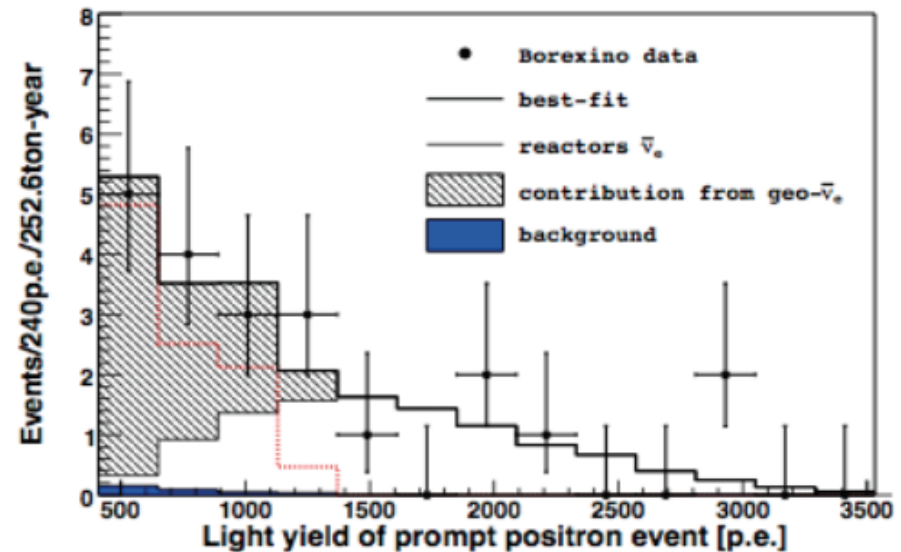 8
7
6
5
4
3
2
1
0
Events/240p.e./252.6ton-year
Borexino data
best-fit
reactors ν̄ₑ
contribution from geo-ν̄ₑ
background
500 1000 1500 2000 2500 3000 3500
Light yield of prompt positron event [p.e.]